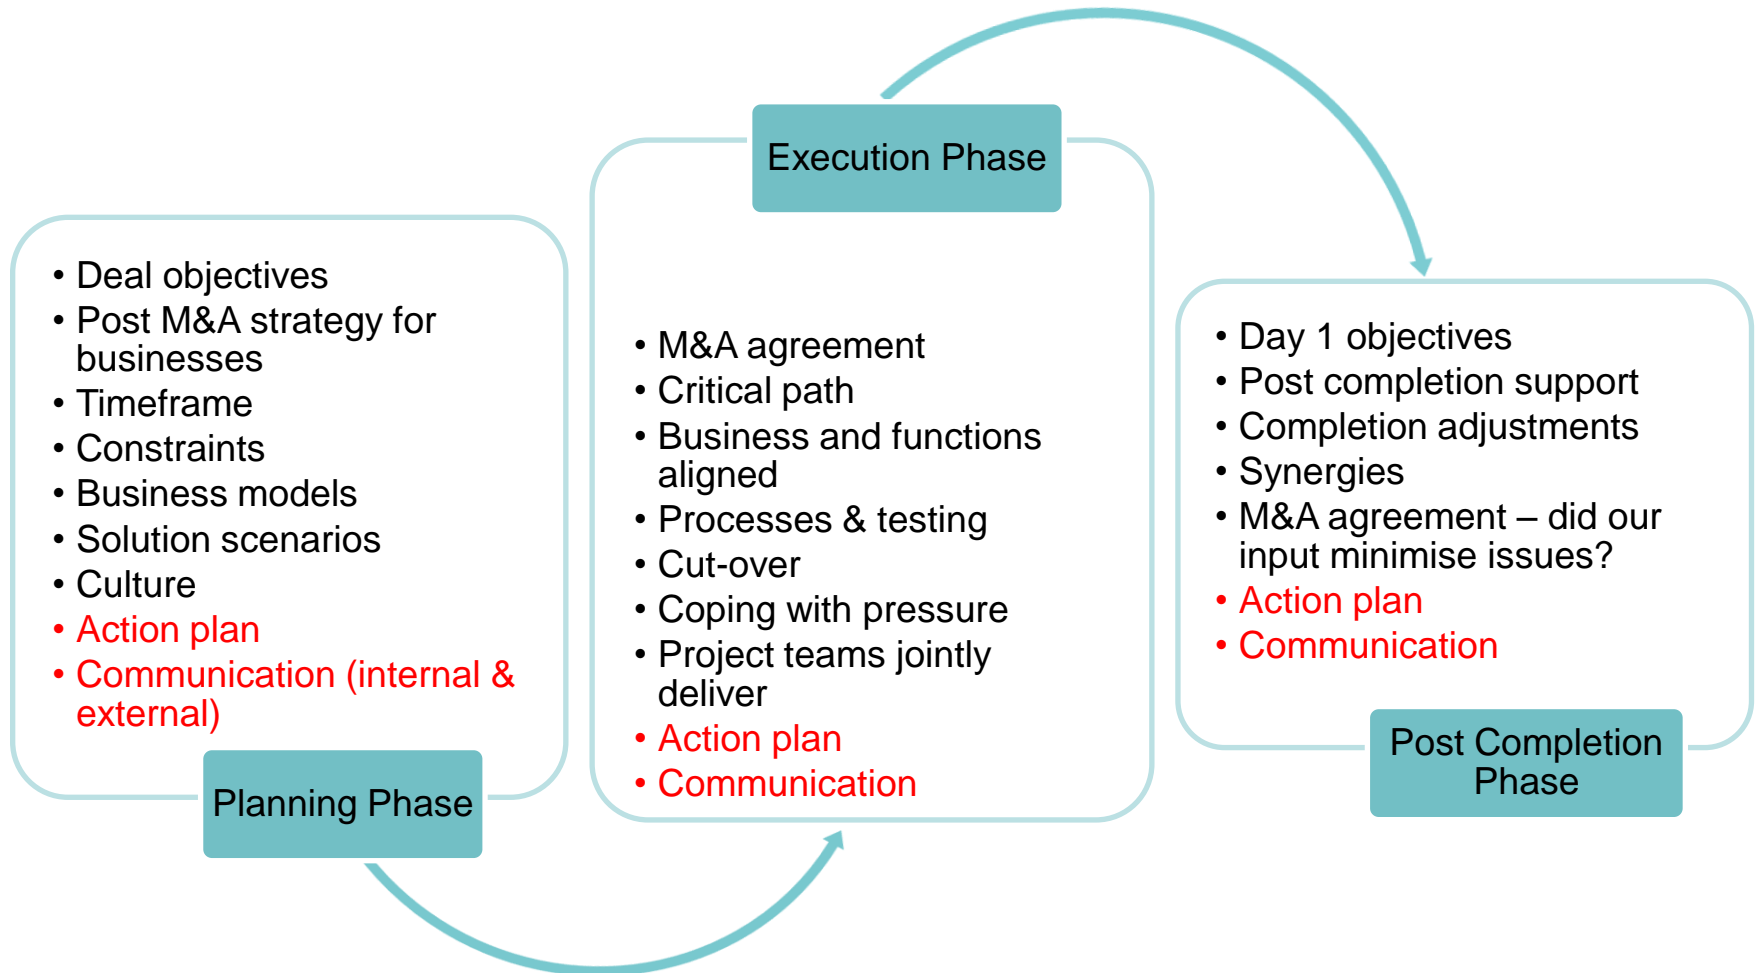 • Deal objectives
• Post M&A strategy for
businesses
• Timeframe
• Constraints
• Business models
• Solution scenarios
• Culture
• Action plan
• Communication (internal &
external)
Planning Phase
Execution Phase
• M&A agreement
• Critical path
• Business and functions
aligned
• Processes & testing
• Cut-over
• Coping with pressure
• Project teams jointly
deliver
• Action plan
• Communication
• Day 1 objectives
• Post completion support
• Completion adjustments
• Synergies
• M&A agreement – did our
input minimise issues?
• Action plan
• Communication
Post Completion
Phase